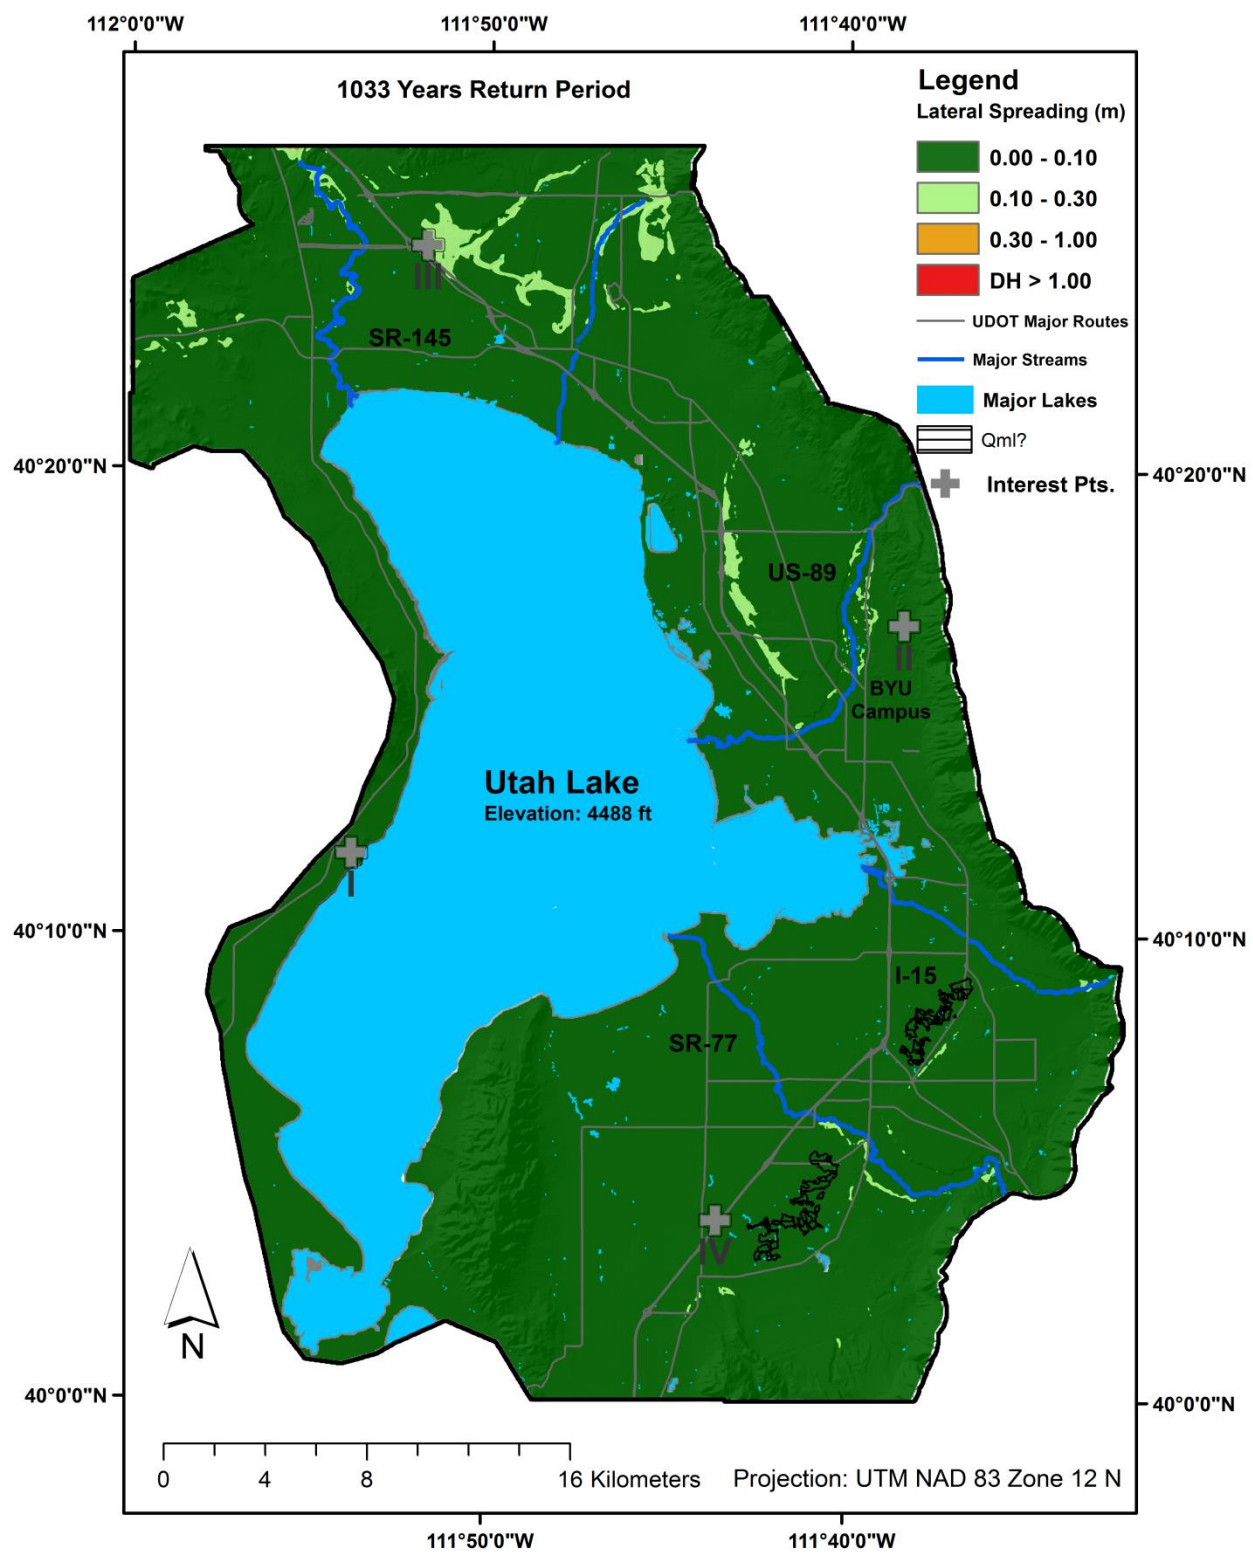 112°0'0"W 111°50'0"W 111°40'0"W
1033 Years Return Period
Legend
Lateral Spreading (m)
0.00 - 0.10
0.10 - 0.30
0.30 - 1.00
DH > 1.00
UDOT Major Routes
Major Streams
Major Lakes
Qml?
Interest Pts.
III
SR-145
40°20'0"N 40°20'0"N
US-89
II
BYU
Campus
Utah Lake
Elevation: 4488 ft
I
40°10'0"N 40°10'0"N
I-15
SR-77
IV
N
40°0'0"N 40°0'0"N
0 4 8 16 Kilometers
Projection: UTM NAD 83 Zone 12 N
111°50'0"W 111°40'0"W